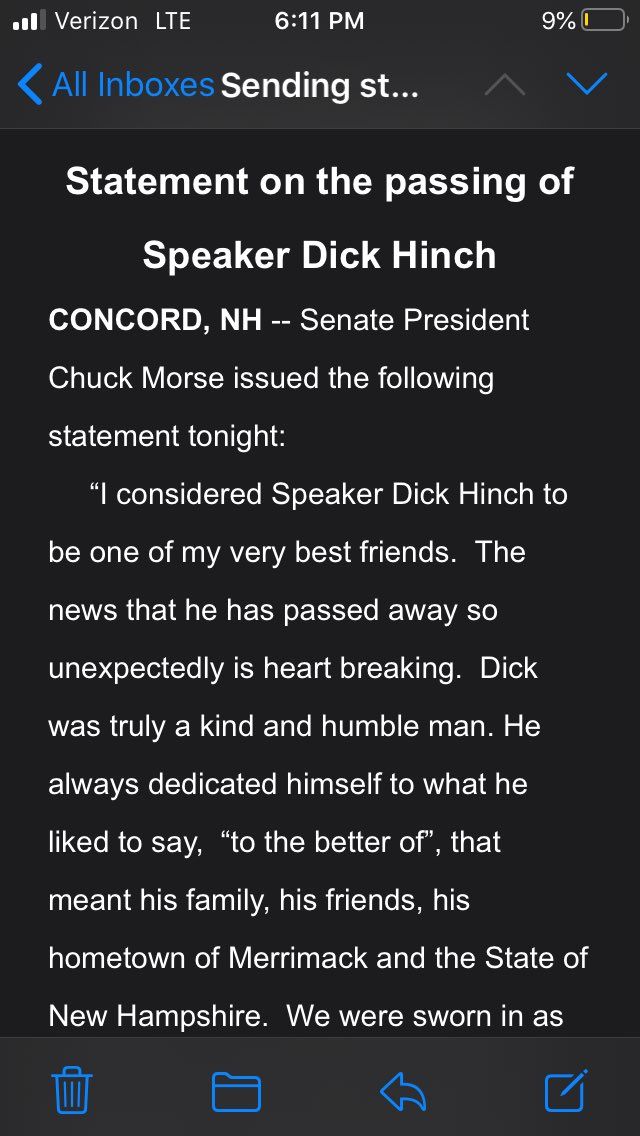 Verizon LTE 6:11 PM 9%
All Inboxes Sending st...
Statement on the passing of
Speaker Dick Hinch
CONCORD, NH -- Senate President
Chuck Morse issued the following
statement tonight:
“I considered Speaker Dick Hinch to
be one of my very best friends.  The
news that he has passed away so
unexpectedly is heart breaking.  Dick
was truly a kind and humble man. He
always dedicated himself to what he
liked to say,  “to the better of”, that
meant his family, his friends, his
hometown of Merrimack and the State of
New Hampshire.  We were sworn in as